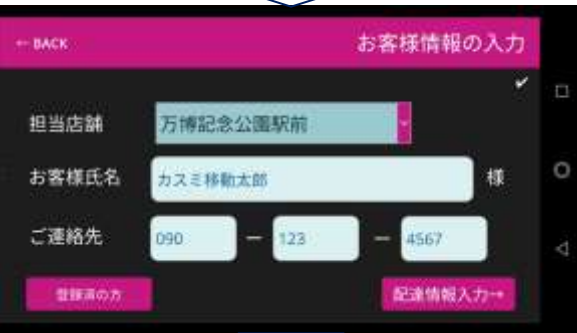 ← BACK お客様情報の入力
担当店舗 万博記念公園駅前
お客様氏名 カスミ移動太郎 様
ご連絡先 090 ー 123 ー 4567
登録済の方 配達情報入力→